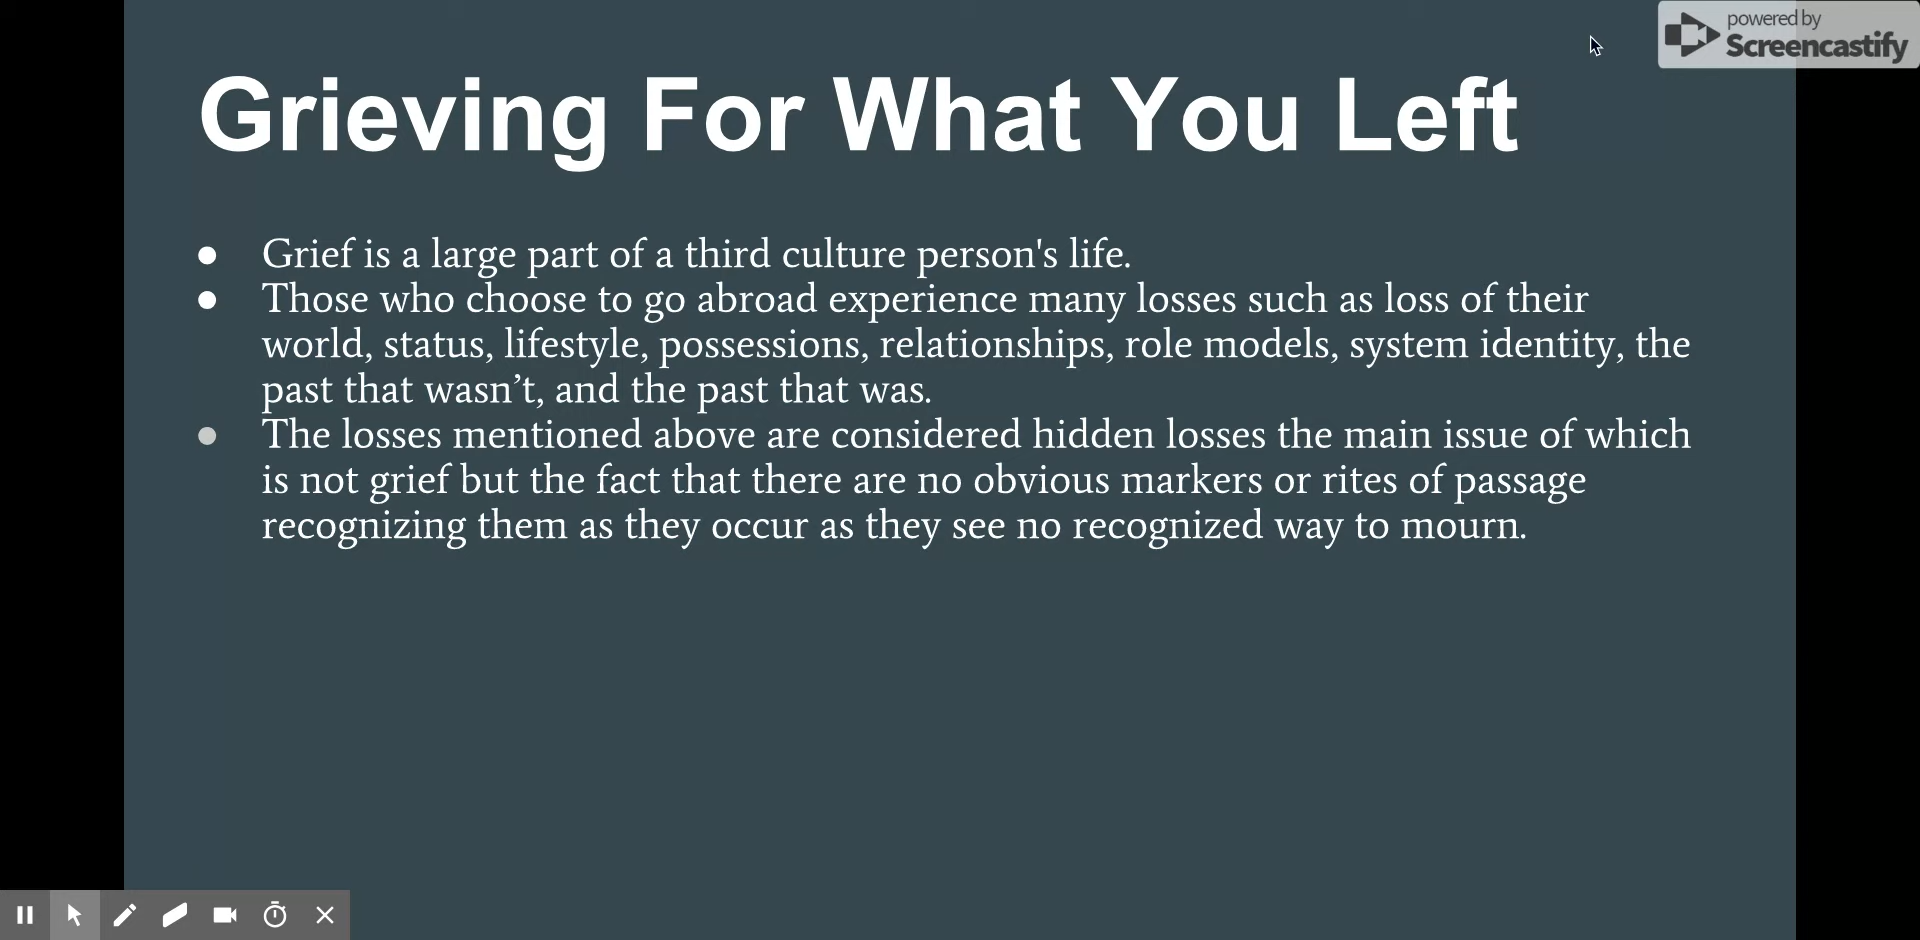 powered by
Screencastify
Grieving For What You Left
● Grief is a large part of a third culture person's life.
● Those who choose to go abroad experience many losses such as loss of their
world, status, lifestyle, possessions, relationships, role models, system identity, the
past that wasn’t, and the past that was.
● The losses mentioned above are considered hidden losses the main issue of which
is not grief but the fact that there are no obvious markers or rites of passage
recognizing them as they occur as they see no recognized way to mourn.